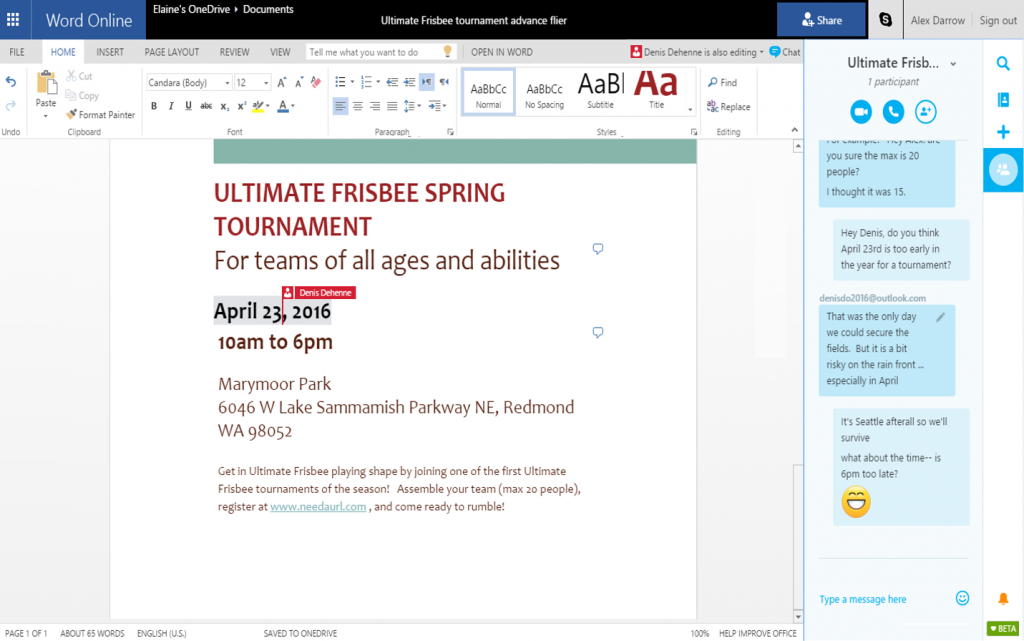 Word Online
Elaine's OneDrive ▸ Documents
Ultimate Frisbee tournament advance flier
Share
Alex Darrow
Sign out
FILE
HOME
INSERT
PAGE LAYOUT
REVIEW
VIEW
Tell me what you want to do
OPEN IN WORD
Denis Dehenne is also editing
Chat
Undo
Paste
Cut
Copy
Format Painter
Clipboard
Candara (Body)
12
B I U abc x₂ x²
Font
Paragraph
AaBbCc
Normal
AaBbCc
No Spacing
AaBl
Subtitle
Aa
Title
Styles
Find
Replace
Editing
ULTIMATE FRISBEE SPRING
TOURNAMENT
For teams of all ages and abilities
Denis Dehenne
April 23, 2016
10am to 6pm
Marymoor Park
6046 W Lake Sammamish Parkway NE, Redmond
WA 98052
Get in Ultimate Frisbee playing shape by joining one of the first Ultimate
Frisbee tournaments of the season!  Assemble your team (max 20 people),
register at www.needaurl.com , and come ready to rumble!
Ultimate Frisb...
1 participant
you sure the max is 20
people?
I thought it was 15.
Hey Denis, do you think
April 23rd is too early in
the year for a tournament?
denisdo2016@outlook.com
That was the only day
we could secure the
fields.  But it is a bit
risky on the rain front ...
especially in April
It's Seattle afterall so we'll
survive
what about the time-- is
6pm too late?
Type a message here
BETA
PAGE 1 OF 1
ABOUT 65 WORDS
ENGLISH (U.S.)
SAVED TO ONEDRIVE
100%
HELP IMPROVE OFFICE